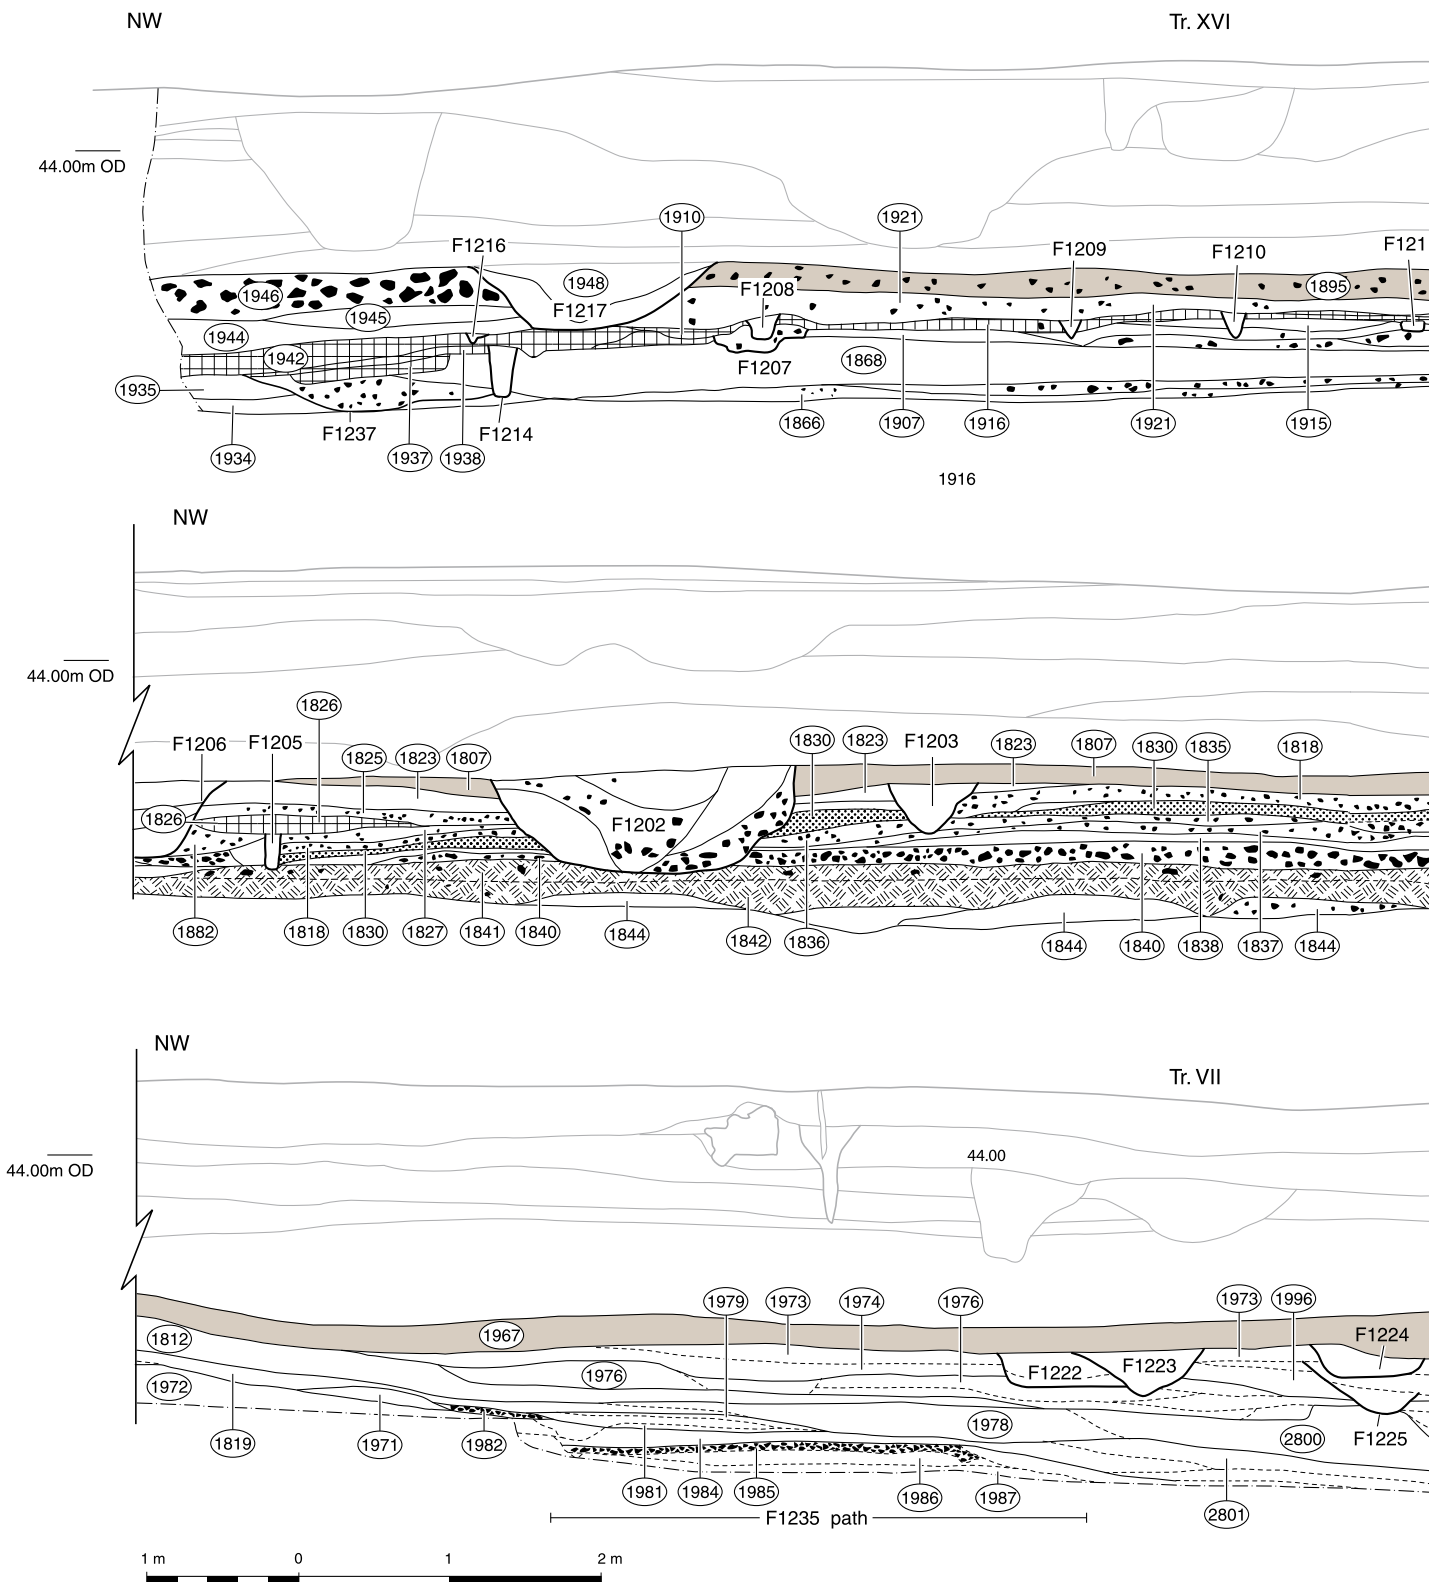 NW Tr. XVI
44.00m OD
1910 1921
F1216 F1209 F1210 F121
1948
1946 F1208 1895
F1217
1945
1944
1942 1868
F1207
1935
1866 1907 1916 1921 1915
F1237 F1214
1934 1937 1938
1916
NW
44.00m OD
1826
F1206 F1205 1830 1823 F1203 1823 1807 1830 1835 1818
1825 1823 1807
1826 F1202
1882 1818 1830 1827 1841 1840 1844 1842 1836 1844 1840 1838 1837 1844
NW
Tr. VII
44.00m OD 44.00
1979 1973 1974 1976 1973 1996
1812 1967 F1224
1972 1976 F1222 F1223
1978
1819 1971 1982 2800 F1225
1981 1984 1985 1986 1987
F1235 path 2801
1 m 0 1 2 m